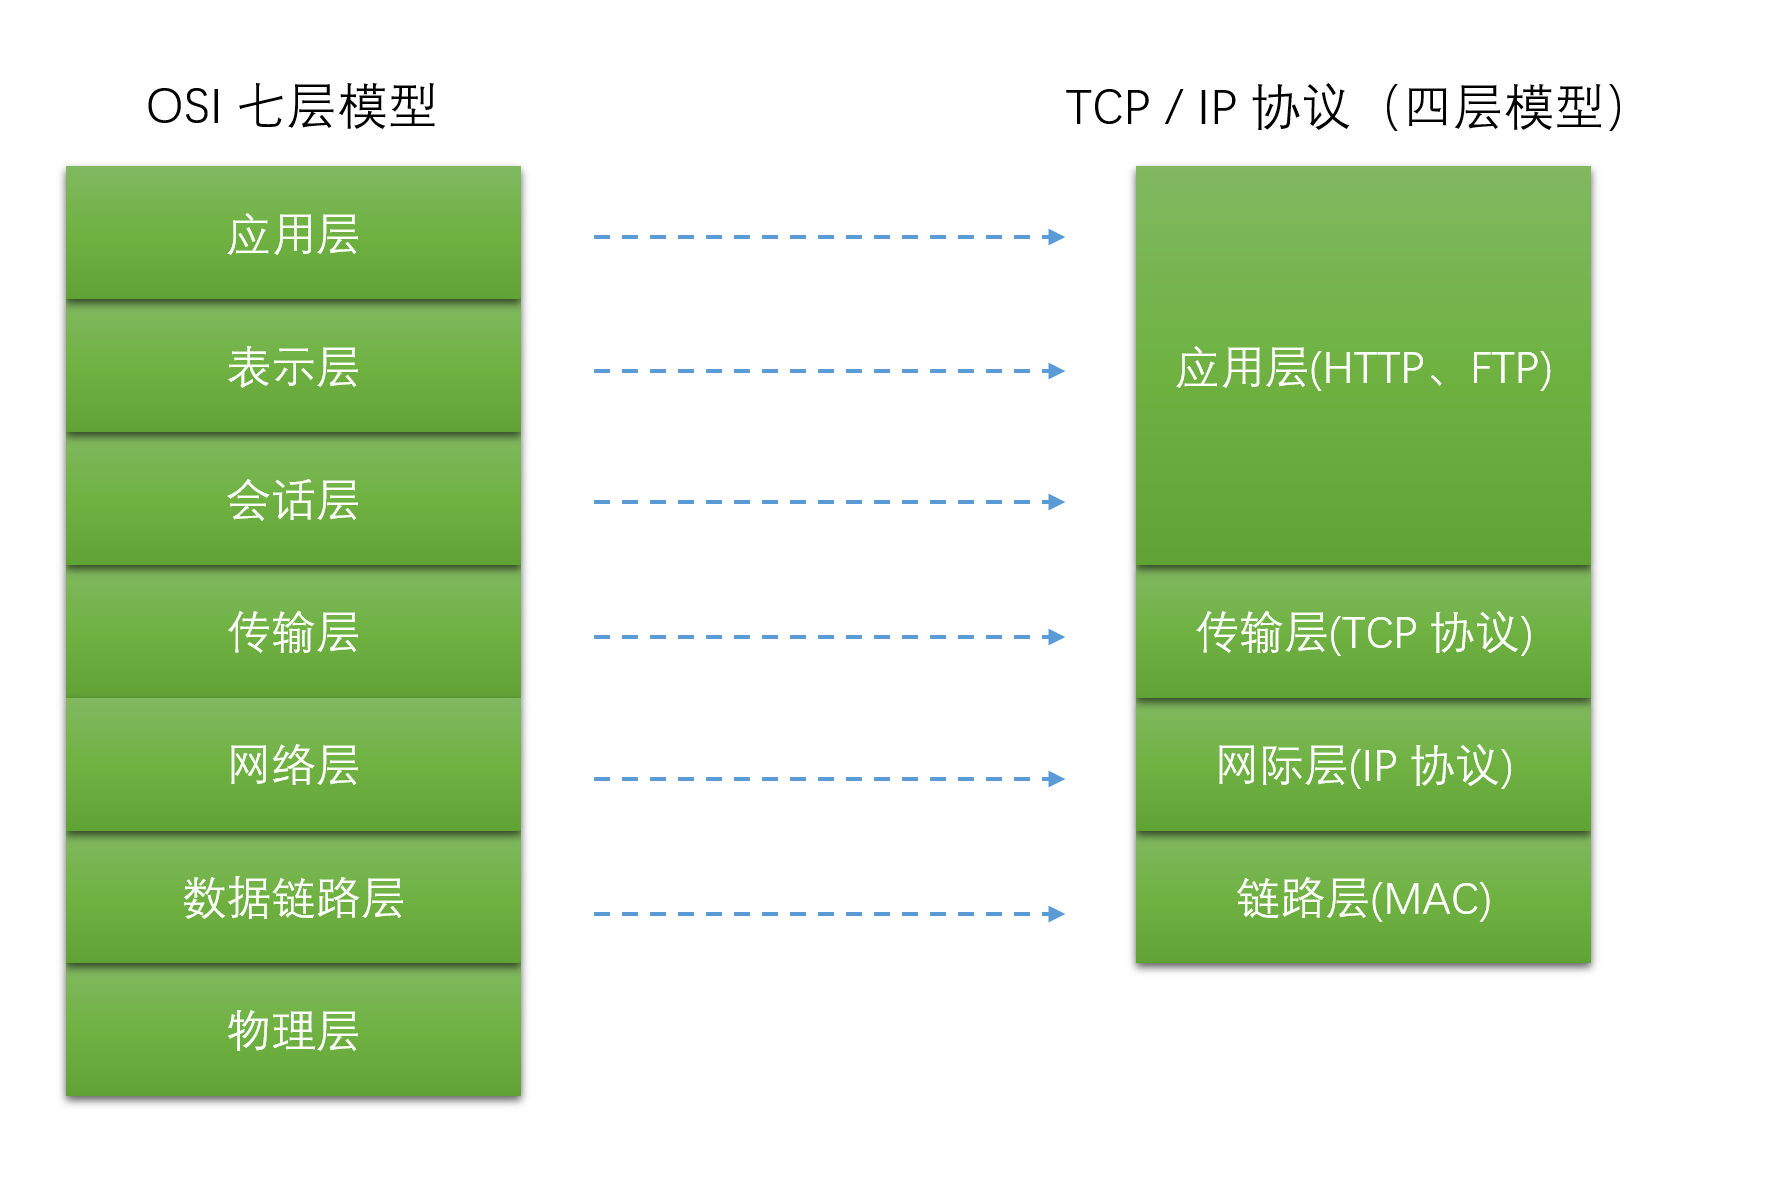 OSI 七层模型
TCP / IP 协议（四层模型）
应用层
表示层
会话层
传输层
网络层
数据链路层
物理层
应用层(HTTP、FTP)
传输层(TCP 协议)
网际层(IP 协议)
链路层(MAC)